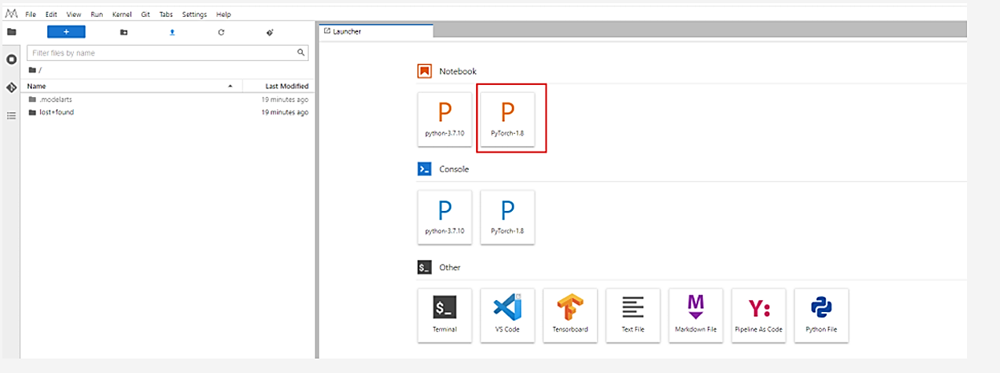 File Edit View Run Kernel Git Tabs Settings Help
+
Launcher
Filter files by name
/
Name Last Modified
.modelarts 19 minutes ago
lost+found 19 minutes ago
Notebook
P P
python-3.7.10 PyTorch-1.8
Console
P P
python-3.7.10 PyTorch-1.8
$_ Other
$_ M Y:
Terminal VS Code Tensorboard Text File Markdown File Pipeline As Code Python File